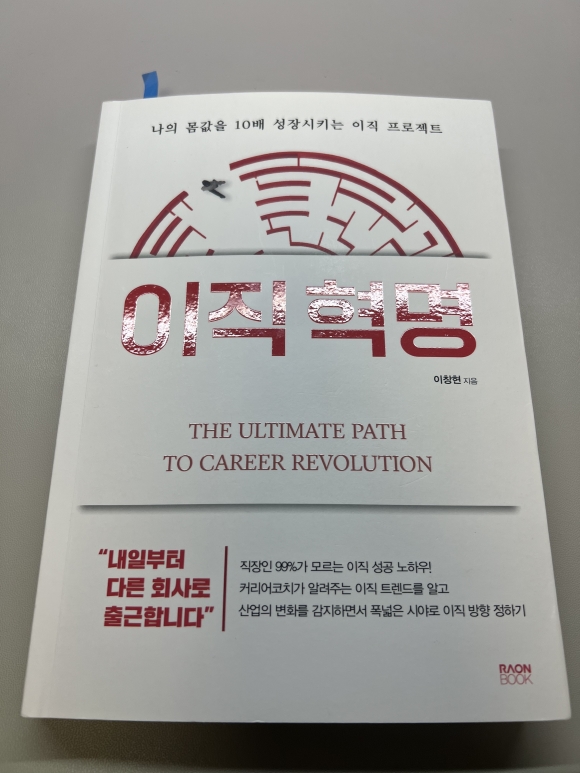 나의 몸값을 10배 성장시키는 이직 프로젝트
이직 혁명
이창현 지음
THE ULTIMATE PATH
TO CAREER REVOLUTION
“내일부터
다른 회사로
출근합니다”
직장인 99%가 모르는 이직 성공 노하우!
커리어코치가 알려주는 이직 트렌드를 알고
산업의 변화를 감지하면서 폭넓은 시야로 이직 방향 정하기
RAON
BOOK